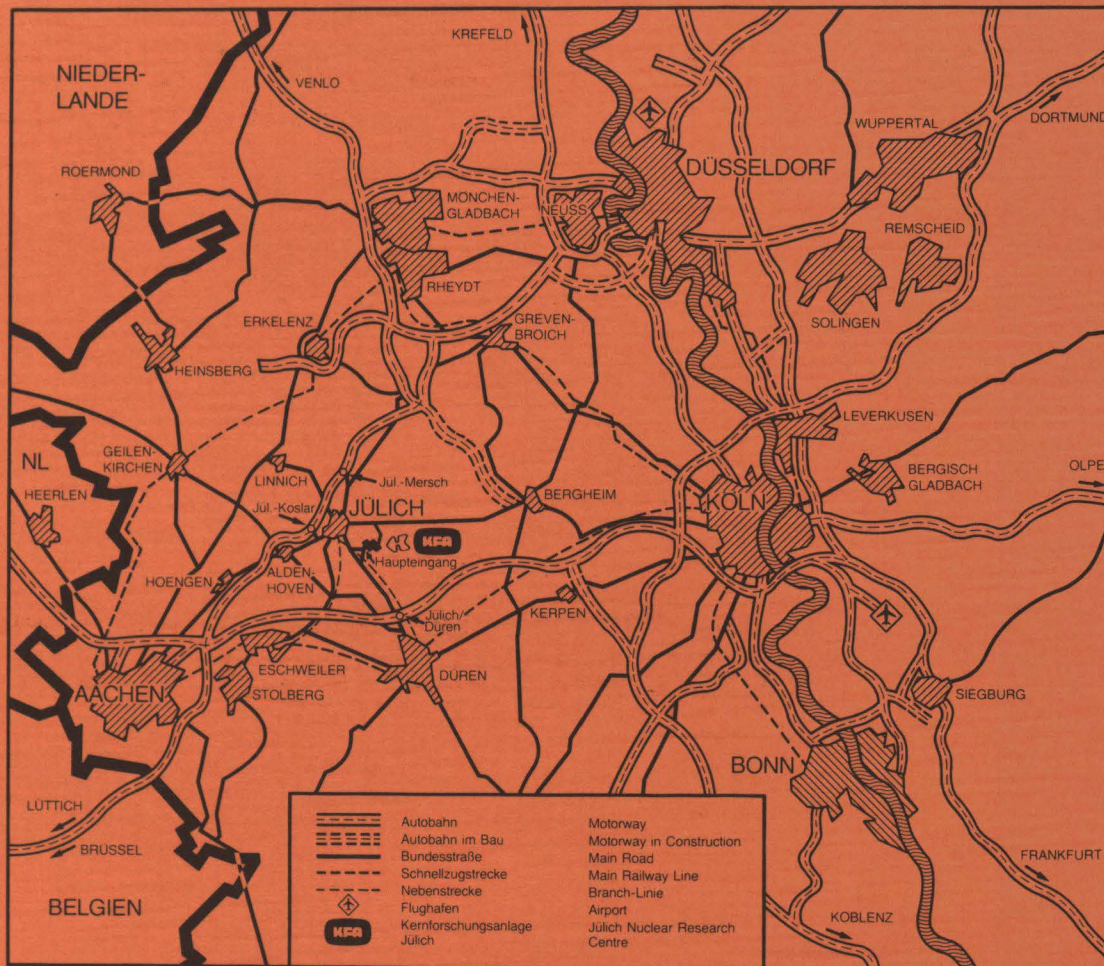 KREFELD
NIEDER-
LANDE
VENLO
DORTMUND
WUPPERTAL
ROERMOND
DÜSSELDORF
MÖNCHEN-
GLADBACH
NEUSS
REMSCHEID
RHEYDT
ERKELENZ
GREVEN-
BROICH
SOLINGEN
HEINSBERG
LEVERKUSEN
GEILEN-
KIRCHEN
NL
LINNICH
Jül.-Mersch
BERGISCH
GLADBACH
OLPE
HEERLEN
BERGHEIM
KÖLN
Jül.-Koslar
JÜLICH
KFA
Haupteingang
HOENGEN
ALDEN-
HOVEN
KERPEN
Jülich/
Düren
ESCHWEILER
DÜREN
AACHEN
STOLBERG
SIEGBURG
BONN
LÜTTICH
BRÜSSEL
FRANKFURT
BELGIEN
KOBLENZ
Autobahn Motorway
Autobahn im Bau Motorway in Construction
Bundesstraße Main Road
Schnellzugstrecke Main Railway Line
Nebenstrecke Branch-Linie
Flughafen Airport
KFA Kernforschungsanlage Jülich Nuclear Research
Jülich Centre